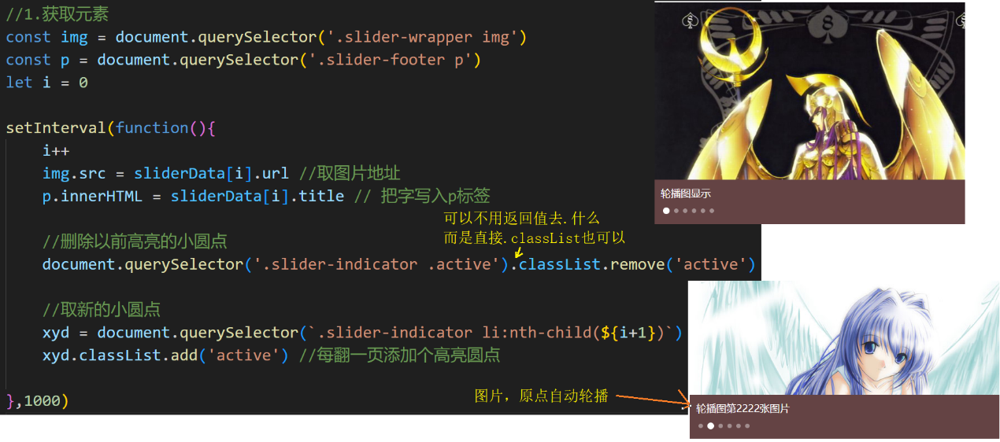 //1.获取元素
const img = document.querySelector('.slider-wrapper img')
const p = document.querySelector('.slider-footer p')
let i = 0
setInterval(function(){
i++
img.src = sliderData[i].url //取图片地址
p.innerHTML = sliderData[i].title // 把字写入p标签
可以不用返回值去.什么
而是直接.classList也可以
//删除以前高亮的小圆点
document.querySelector('.slider-indicator .active').classList.remove('active')
//取新的小圆点
xyd = document.querySelector(`.slider-indicator li:nth-child(${i+1})`)
xyd.classList.add('active') //每翻一页添加个高亮圆点
},1000)
图片，原点自动轮播
轮播图显示
轮播图第2222张图片